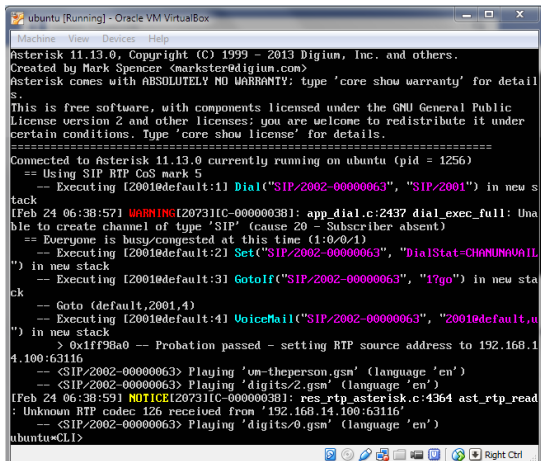 ubuntu [Running] - Oracle VM VirtualBox
Machine View Devices Help
Asterisk 11.13.0, Copyright (C) 1999 - 2013 Digium, Inc. and others.
Created by Mark Spencer <markster@digium.com>
Asterisk comes with ABSOLUTELY NO WARRANTY; type 'core show warranty' for detail
s.
This is free software, with components licensed under the GNU General Public
License version 2 and other licenses; you are welcome to redistribute it under
certain conditions. Type 'core show license' for details.
=========================================================================
Connected to Asterisk 11.13.0 currently running on ubuntu (pid = 1256)
== Using SIP RTP CoS mark 5
-- Executing [2001@default:1] Dial("SIP/2002-00000063", "SIP/2001") in new s
tack
[Feb 24 06:38:57] WARNING[2073][C-00000038]: app_dial.c:2437 dial_exec_full: Una
ble to create channel of type 'SIP' (cause 20 - Subscriber absent)
== Everyone is busy/congested at this time (1:0/0/1)
-- Executing [2001@default:2] Set("SIP/2002-00000063", "DialStat=CHANUNAVAIL
") in new stack
-- Executing [2001@default:3] GotoIf("SIP/2002-00000063", "1?go") in new sta
ck
-- Goto (default,2001,4)
-- Executing [2001@default:4] VoiceMail("SIP/2002-00000063", "2001@default,u
") in new stack
> 0x1ff98a0 -- Probation passed - setting RTP source address to 192.168.1
4.100:63116
-- <SIP/2002-00000063> Playing 'vm-theperson.gsm' (language 'en')
-- <SIP/2002-00000063> Playing 'digits/2.gsm' (language 'en')
[Feb 24 06:38:59] NOTICE[2073][C-00000038]: res_rtp_asterisk.c:4364 ast_rtp_read
: Unknown RTP codec 126 received from '192.168.14.100:63116'
-- <SIP/2002-00000063> Playing 'digits/0.gsm' (language 'en')
ubuntu*CLI>
Right Ctrl